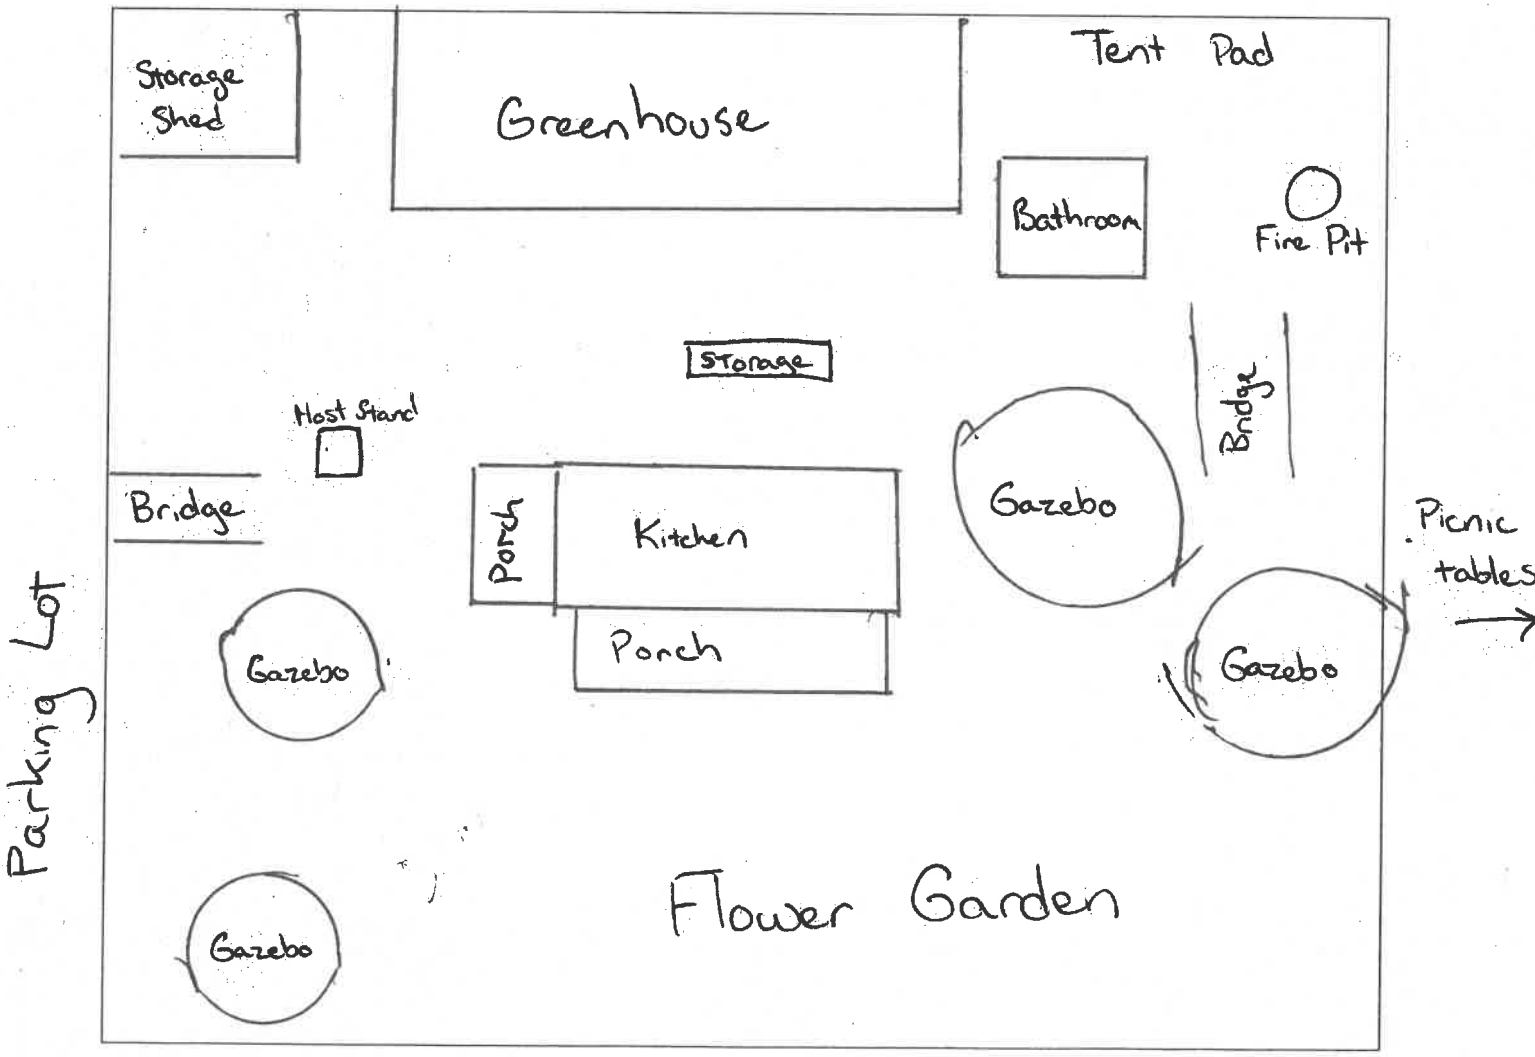 Tent Pad
Storage
Shed
Greenhouse
Bathroom
Fire Pit
Storage
Host Stand
Bridge
Bridge
Porch
Kitchen
Gazebo
Picnic
tables
Porch
Gazebo
Gazebo
Parking Lot
Flower Garden
Gazebo